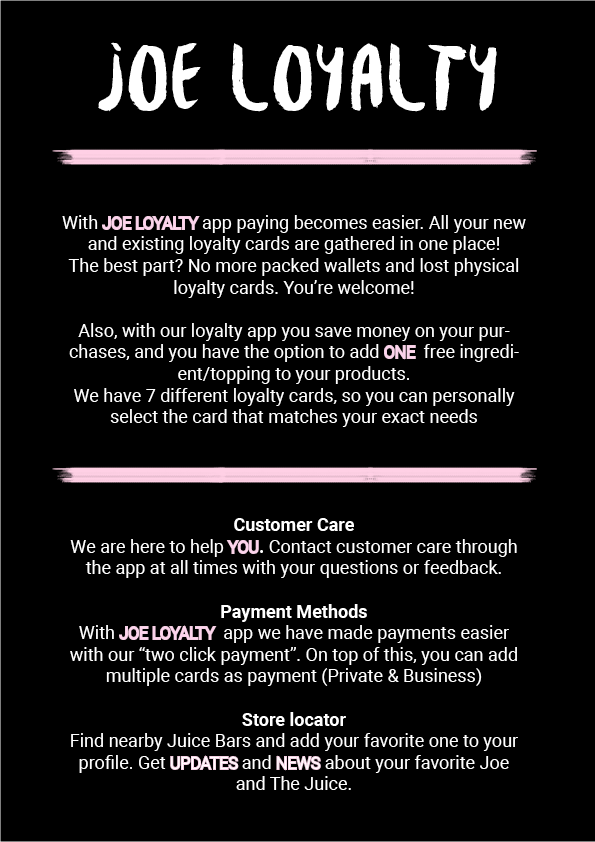 JOE LOYALTY
With JOE LOYALTY app paying becomes easier. All your new
and existing loyalty cards are gathered in one place!
The best part? No more packed wallets and lost physical
loyalty cards. You’re welcome!
Also, with our loyalty app you save money on your pur-
chases, and you have the option to add ONE free ingredi-
ent/topping to your products.
We have 7 different loyalty cards, so you can personally
select the card that matches your exact needs
Customer Care
We are here to help YOU. Contact customer care through
the app at all times with your questions or feedback.
Payment Methods
With JOE LOYALTY app we have made payments easier
with our “two click payment”. On top of this, you can add
multiple cards as payment (Private & Business)
Store locator
Find nearby Juice Bars and add your favorite one to your
profile. Get UPDATES and NEWS about your favorite Joe
and The Juice.